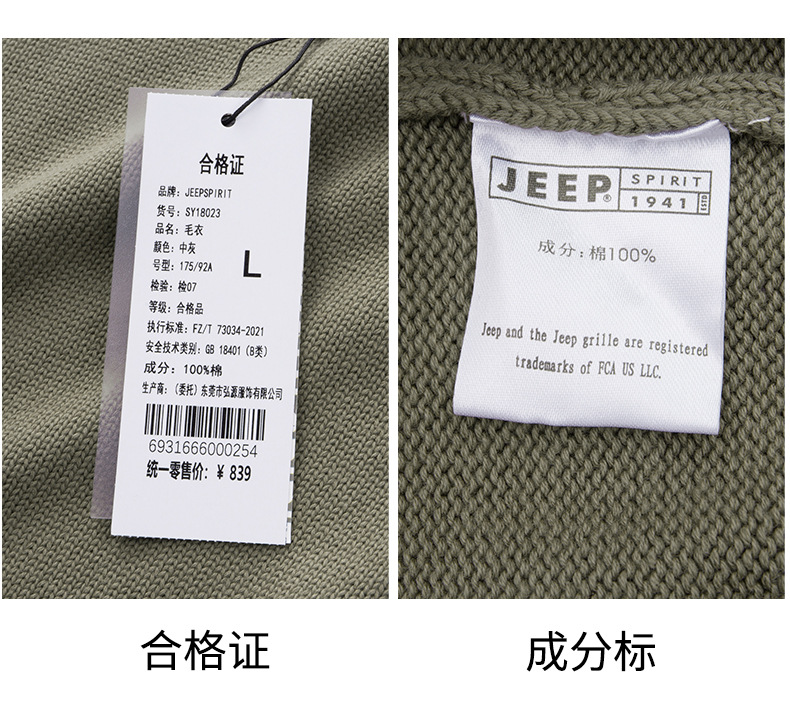 合格证
品牌: JEEPSPIRIT
货号: SY18023
品名: 毛衣
颜色: 中灰
号型: 175/92A
L
检验: 检07
等级: 合格品
执行标准: FZ/T 73034-2021
安全技术类别: GB 18401 (B类)
成分: 100%棉
生产商: (委托) 东莞市弘源服饰有限公司
6931666000254
统一零售价: ¥ 839
JEEP® SPIRIT
1941 ESTD
成分: 棉100%
Jeep and the Jeep grille are registered
trademarks of FCA US LLC.
合格证
成分标